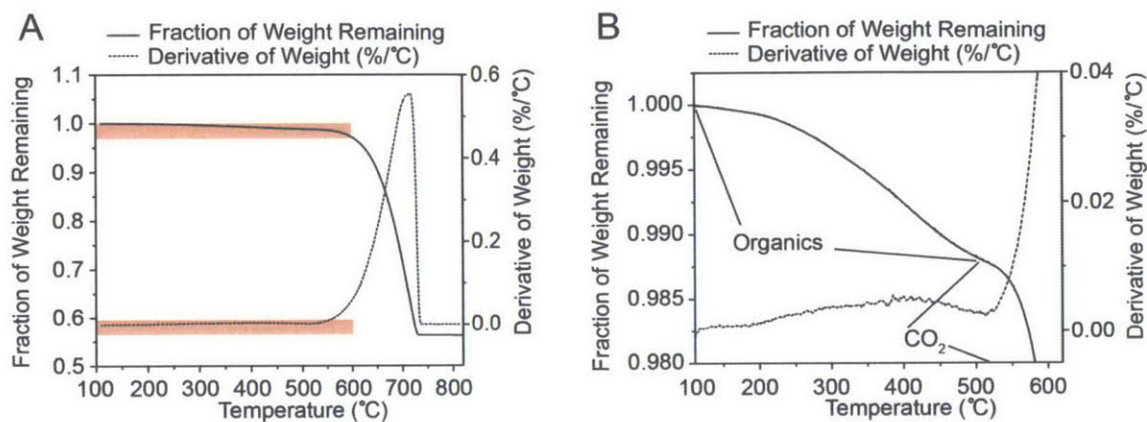 A
Fraction of Weight Remaining
Derivative of Weight (%/°C)
Fraction of Weight Remaining
1.1
1.0
0.9
0.8
0.7
0.6
0.5
0.6
0.4
0.2
0.0
Derivative of Weight (%/°C)
100 200 300 400 500 600 700 800
Temperature (°C)
B
Fraction of Weight Remaining
Derivative of Weight (%/°C)
Fraction of Weight Remaining
1.000
0.995
0.990
0.985
0.980
Organics
CO₂
0.04
0.02
0.00
Derivative of Weight (%/°C)
100 200 300 400 500 600
Temperature (°C)